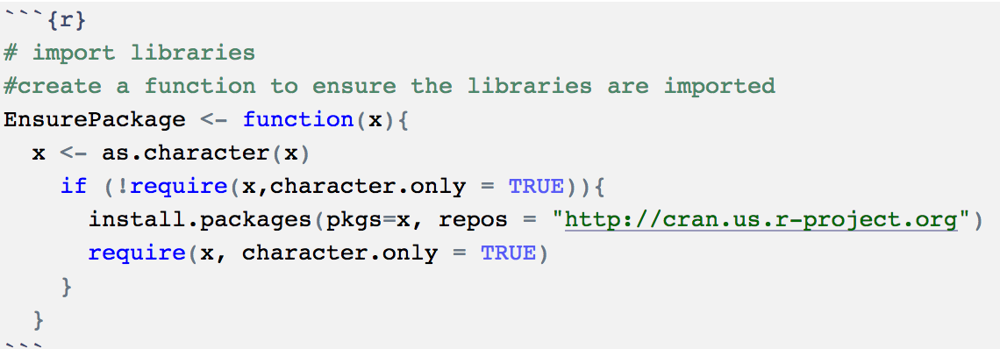 ```{r}
# import libraries
#create a function to ensure the libraries are imported
EnsurePackage <- function(x){
  x <- as.character(x)
    if (!require(x,character.only = TRUE)){
      install.packages(pkgs=x, repos = "http://cran.us.r-project.org")
      require(x, character.only = TRUE)
    }
  }
```